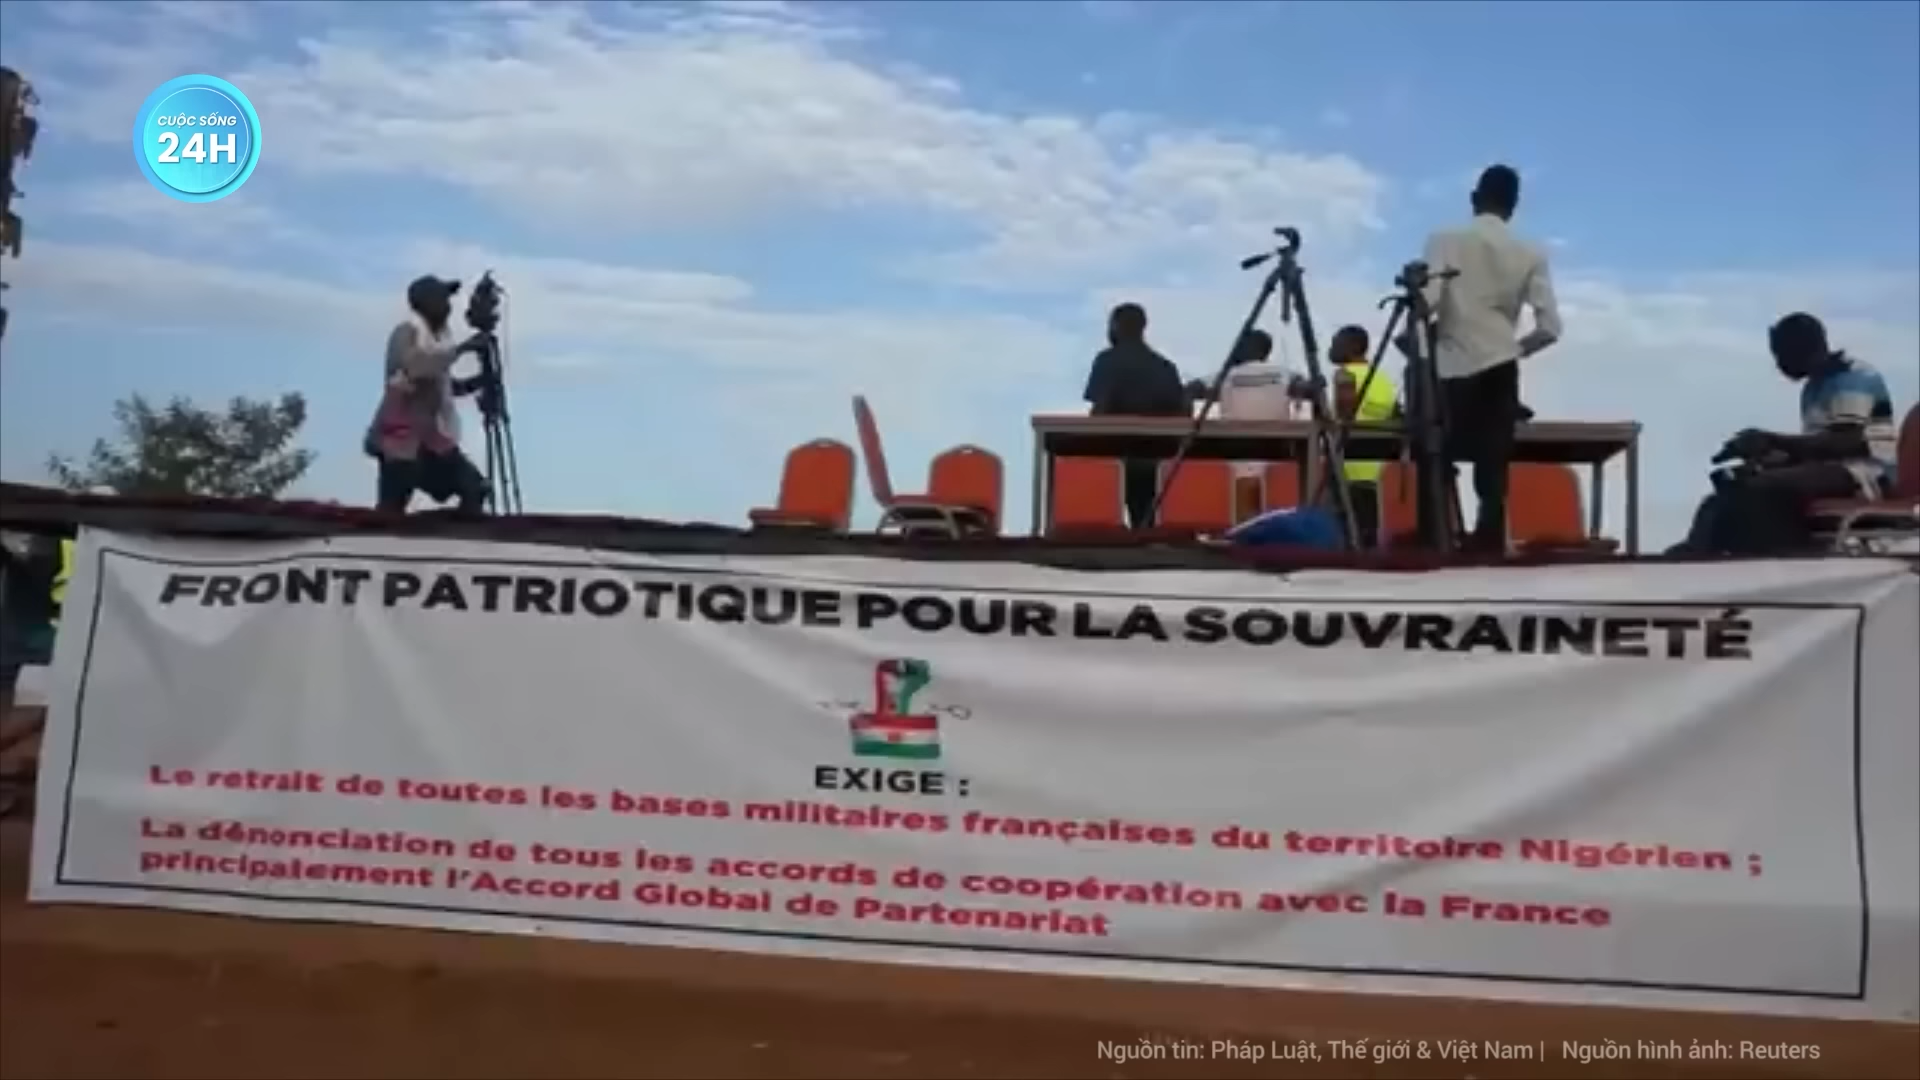 CUỘC SỐNG
24H
FRONT PATRIOTIQUE POUR LA SOUVRAINETÉ
EXIGE :
Le retrait de toutes les bases militaires françaises du territoire Nigérien ;
La dénonciation de tous les accords de coopération avec la France
principalement l'Accord Global de Partenariat
Nguồn tin: Pháp Luật, Thế giới & Việt Nam | Nguồn hình ảnh: Reuters